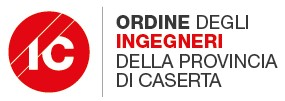 IC
ORDINE DEGLI
INGEGNERI
DELLA PROVINCIA
DI CASERTA